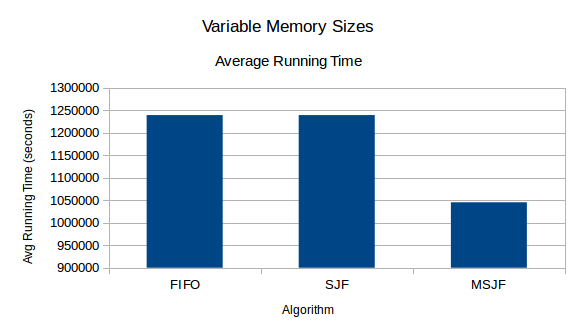 Variable Memory Sizes
Average Running Time
Avg Running Time (seconds)
1300000
1250000
1200000
1150000
1100000
1050000
1000000
950000
900000
FIFO SJF MSJF
Algorithm